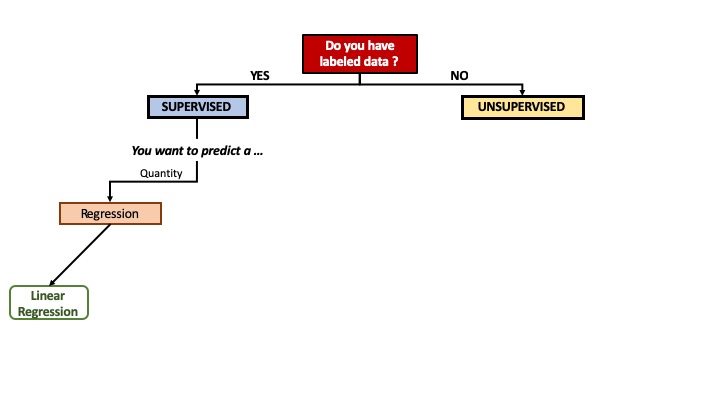 Do you have
labeled data ?
YES
NO
SUPERVISED
UNSUPERVISED
You want to predict a ...
Quantity
Regression
Linear
Regression